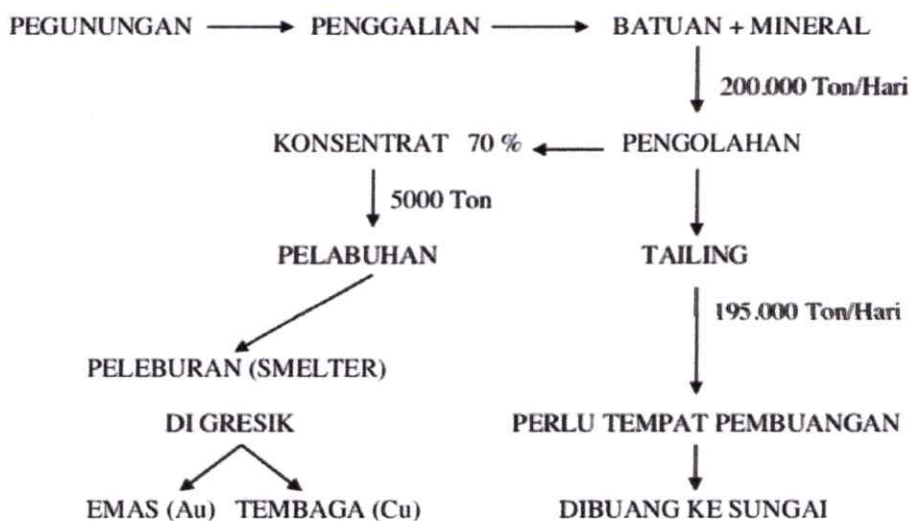 PEGUNUNGAN PENGGALIAN BATUAN + MINERAL
200.000 Ton/Hari
KONSENTRAT 70 % PENGOLAHAN
5000 Ton
PELABUHAN TAILING
195.000 Ton/Hari
PELEBURAN (SMELTER)
DI GRESIK PERLU TEMPAT PEMBUANGAN
EMAS (Au) TEMBAGA (Cu) DIBUANG KE SUNGAI